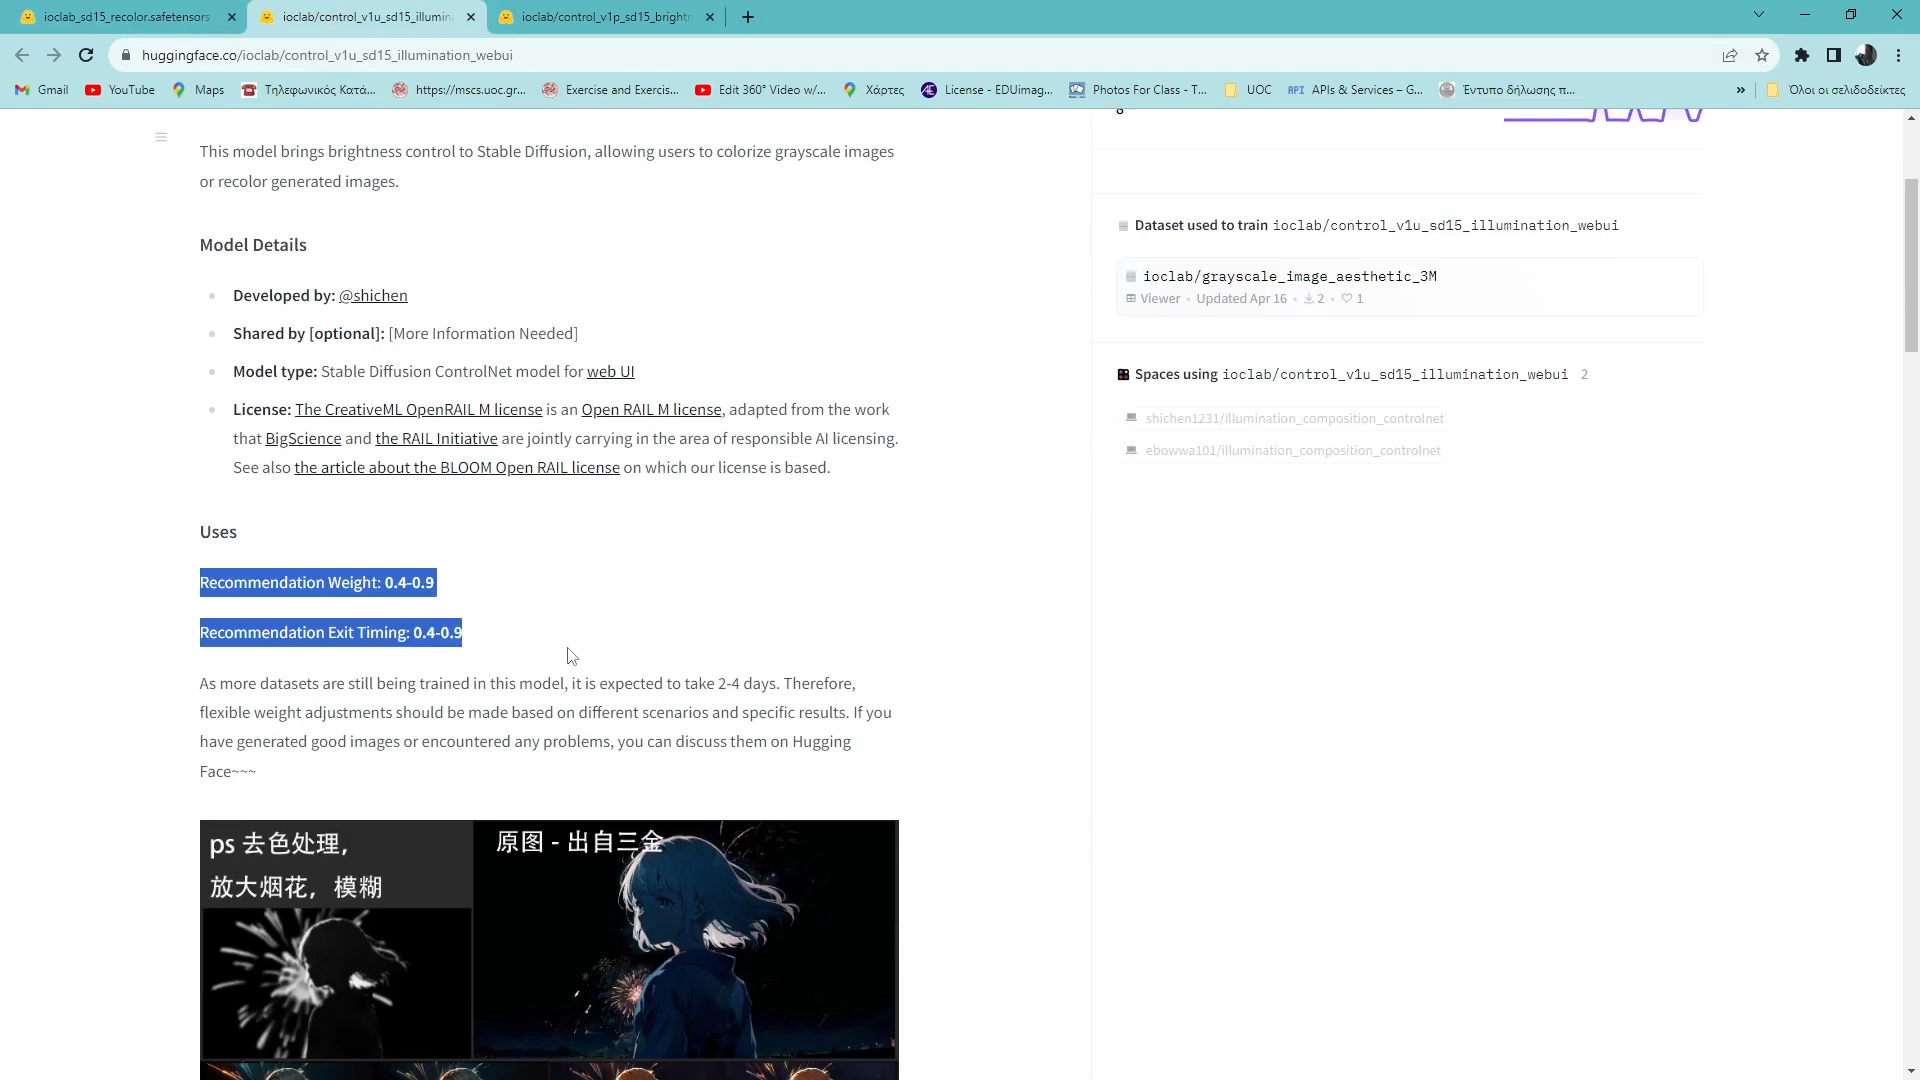 ioclab_sd15_recolor.safetensors
ioclab/control_v1u_sd15_illumin
ioclab/control_v1p_sd15_brightn
huggingface.co/ioclab/control_v1u_sd15_illumination_webui
Gmail
YouTube
Maps
Τηλεφωνικός Κατά...
https://mscs.uoc.gr...
Exercise and Exercis...
Edit 360° Video w/...
Χάρτες
License - EDUimag...
Photos For Class - T...
UOC
API APIs & Services – G...
Έντυπο δήλωσης π...
»
Όλοι οι σελιδοδείκτες
This model brings brightness control to Stable Diffusion, allowing users to colorize grayscale images
or recolor generated images.
Model Details
Developed by: @shichen
Shared by [optional]: [More Information Needed]
Model type: Stable Diffusion ControlNet model for web UI
License: The CreativeML OpenRAIL M license is an Open RAIL M license, adapted from the work
that BigScience and the RAIL Initiative are jointly carrying in the area of responsible AI licensing.
See also the article about the BLOOM Open RAIL license on which our license is based.
Uses
Recommendation Weight: 0.4-0.9
Recommendation Exit Timing: 0.4-0.9
As more datasets are still being trained in this model, it is expected to take 2-4 days. Therefore,
flexible weight adjustments should be made based on different scenarios and specific results. If you
have generated good images or encountered any problems, you can discuss them on Hugging
Face~~~
ps 去色处理,
放大烟花，模糊
原图 - 出自三金
Dataset used to train ioclab/control_v1u_sd15_illumination_webui
ioclab/grayscale_image_aesthetic_3M
Viewer • Updated Apr 16 • 2 • 1
Spaces using ioclab/control_v1u_sd15_illumination_webui 2
shichen1231/illumination_composition_controlnet
ebowwa101/illumination_composition_controlnet